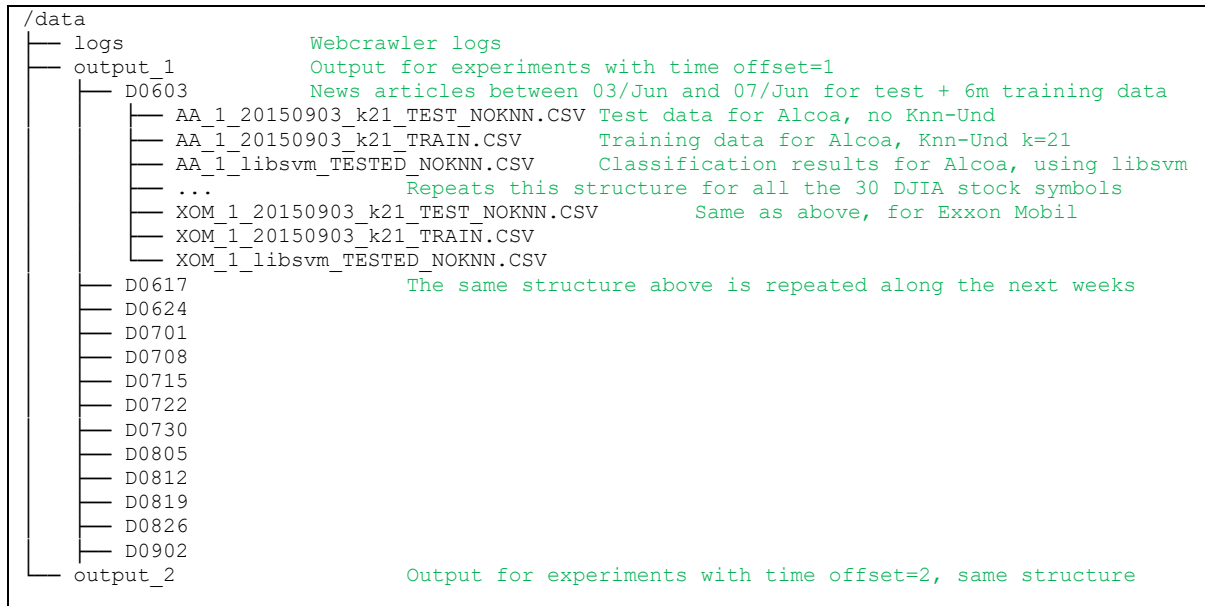 /data
├── logs Webcrawler logs
├── output_1 Output for experiments with time offset=1
│ ├── D0603 News articles between 03/Jun and 07/Jun for test + 6m training data
│ │ ├── AA_1_20150903_k21_TEST_NOKNN.CSV Test data for Alcoa, no Knn-Und
│ │ ├── AA_1_20150903_k21_TRAIN.CSV Training data for Alcoa, Knn-Und k=21
│ │ ├── AA_1_libsvm_TESTED_NOKNN.CSV Classification results for Alcoa, using libsvm
│ │ ├── ... Repeats this structure for all the 30 DJIA stock symbols
│ │ ├── XOM_1_20150903_k21_TEST_NOKNN.CSV Same as above, for Exxon Mobil
│ │ ├── XOM_1_20150903_k21_TRAIN.CSV
│ │ └── XOM_1_libsvm_TESTED_NOKNN.CSV
│ ├── D0617 The same structure above is repeated along the next weeks
│ ├── D0624
│ ├── D0701
│ ├── D0708
│ ├── D0715
│ ├── D0722
│ ├── D0730
│ ├── D0805
│ ├── D0812
│ ├── D0819
│ ├── D0826
│ ├── D0902
└── output_2 Output for experiments with time offset=2, same structure